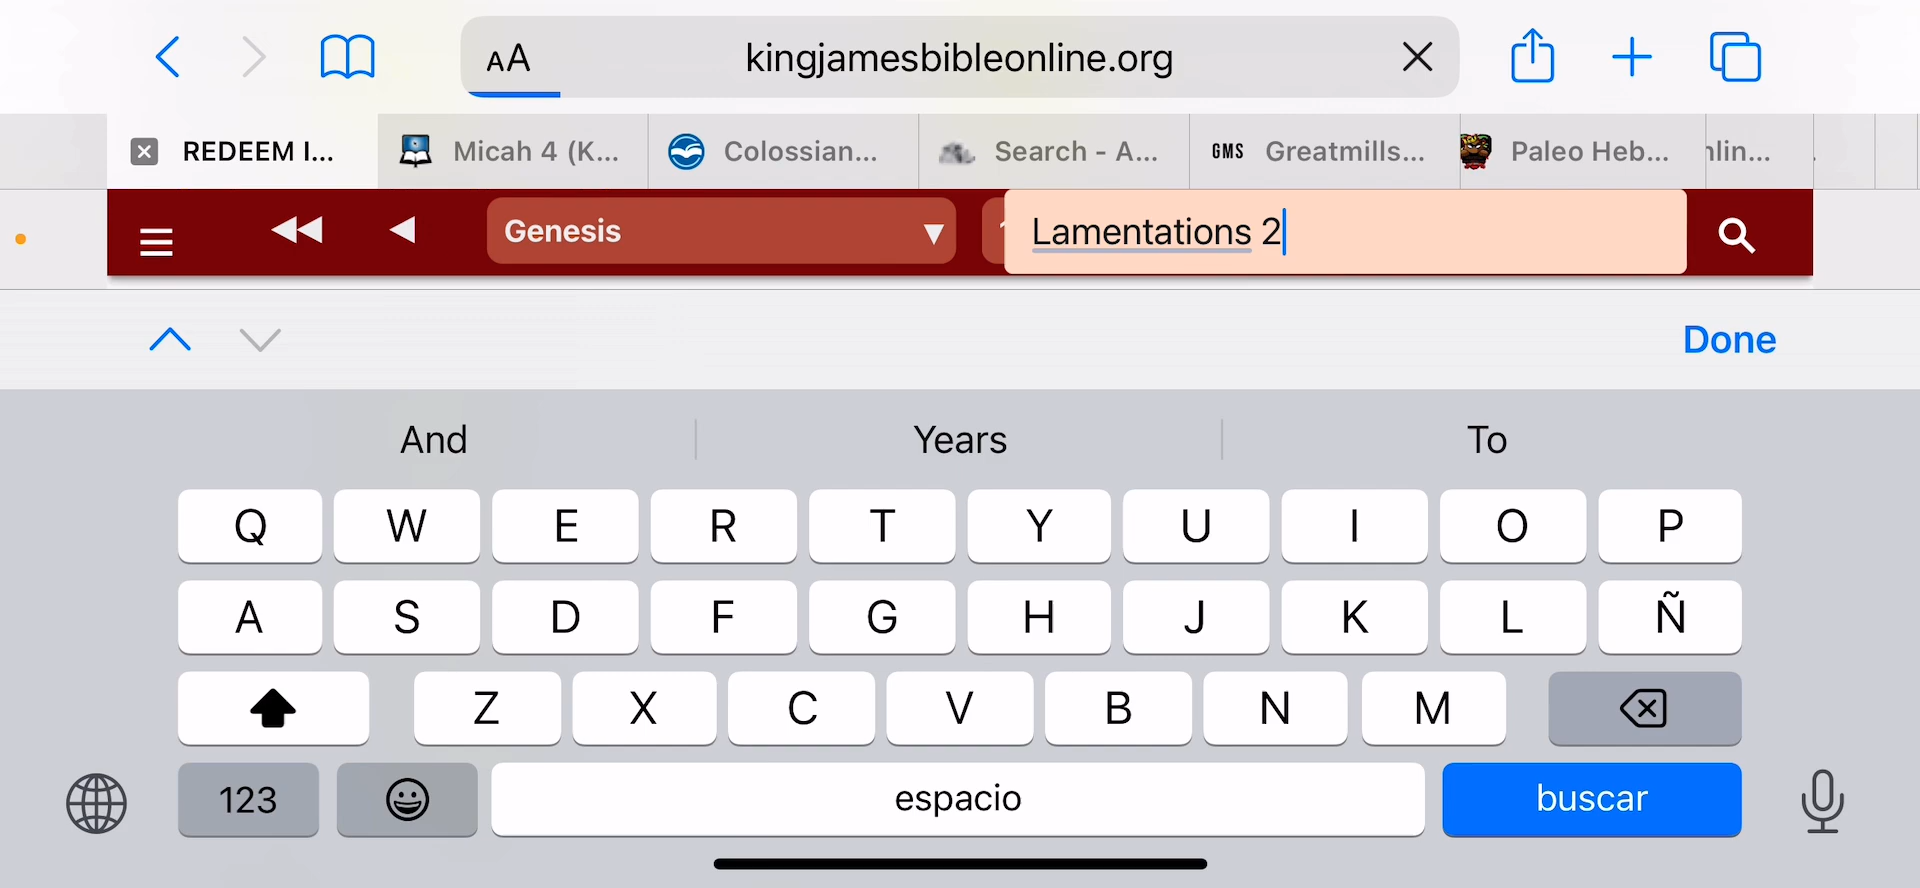 AA kingjamesbibleonline.org
REDEEM I... Micah 4 (K... Colossian... Search - A... GMS Greatmills... Paleo Heb... lin...
Genesis Lamentations 2
Done
And Years To
Q W E R T Y U I O P
A S D F G H J K L Ñ
Z X C V B N M
123 espacio buscar